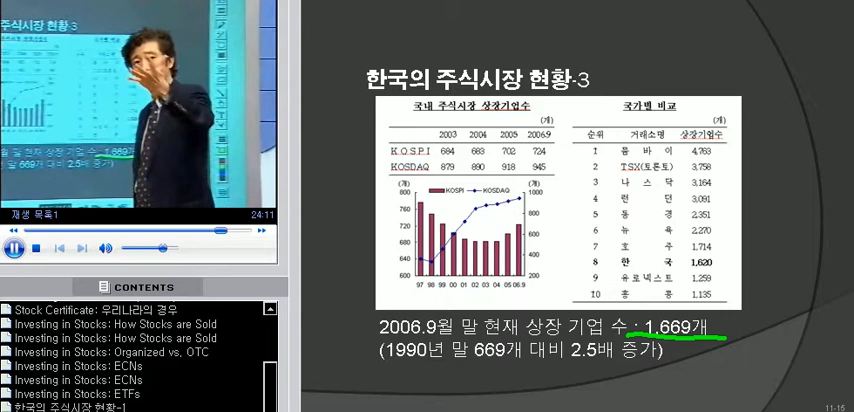 주식시장 현황-3
재생 목록1
24:11
CONTENTS
Stock Certificate: 우리나라의 경우
Investing in Stocks: How Stocks are Sold
Investing in Stocks: How Stocks are Sold
Investing in Stocks: Organized vs, OTC
Investing in Stocks: ECNs
Investing in Stocks: ECNs
Investing in Stocks: ETFs
한국의 주식시장 현황-1
한국의 주식시장 현황-3
국내 주식시장 상장기업수
(개)
2003 2004 2005 2006.9
KOSPI 684 683 702 724
KOSDAQ 879 890 918 945
(개) KOSPI KOSDAQ (개)
800 1000
760 800
720 600
680
640 400
600 200
97 98 99 00 01 02 03 04 05 06.9
국가별 비교
(개)
순위 거래소명 상장기업수
1 뭄바이 4,763
2 TSX(토론토) 3,758
3 나스닥 3,164
4 런던 3,091
5 동경 2,351
6 뉴욕 2,270
7 호주 1,714
8 한국 1,620
9 유로넥스트 1,259
10 홍콩 1,135
2006.9월 말 현재 상장 기업 수 : 1,669개
(1990년 말 669개 대비 2.5배 증가)
11-15